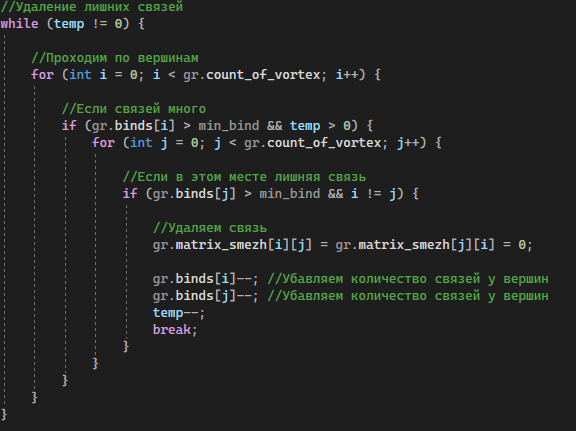 //Удаление лишних связей
while (temp != 0) {
//Проходим по вершинам
for (int i = 0; i < gr.count_of_vortex; i++) {
//Если связей много
if (gr.binds[i] > min_bind && temp > 0) {
for (int j = 0; j < gr.count_of_vortex; j++) {
//Если в этом месте лишняя связь
if (gr.binds[j] > min_bind && i != j) {
//Удаляем связь
gr.matrix_smezh[i][j] = gr.matrix_smezh[j][i] = 0;
gr.binds[i]--; //Убавляем количество связей у вершин
gr.binds[j]--; //Убавляем количество связей у вершин
temp--;
break;
}
}
}
}
}